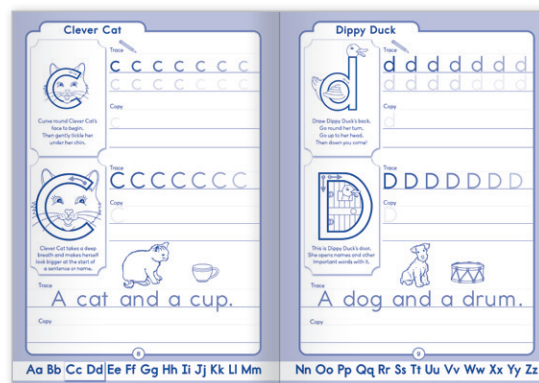 Clever Cat
Trace
c c c c c c c
c c c c c c c
Curve round Clever Cat's
face to begin.
Then gently tickle her
under her chin.
Copy
c
Trace
C C C C C C C
Clever Cat takes a deep
breath and makes herself
look bigger at the start of
a sentence or name.
Copy
C
Trace
A cat and a cup.
Copy
8
Aa Bb Cc Dd Ee Ff Gg Hh Ii Jj Kk Ll Mm
Dippy Duck
Trace
d d d d d d d
d d d d d d d
Draw Dippy Duck's back.
Go round her tum.
Go up to her head.
Then down you come!
Copy
d
Trace
D D D D D D D
This is Dippy Duck's door.
She opens names and other
important words with it.
Copy
D
Trace
A dog and a drum.
Copy
9
Nn Oo Pp Qq Rr Ss Tt Uu Vv Ww Xx Yy Zz